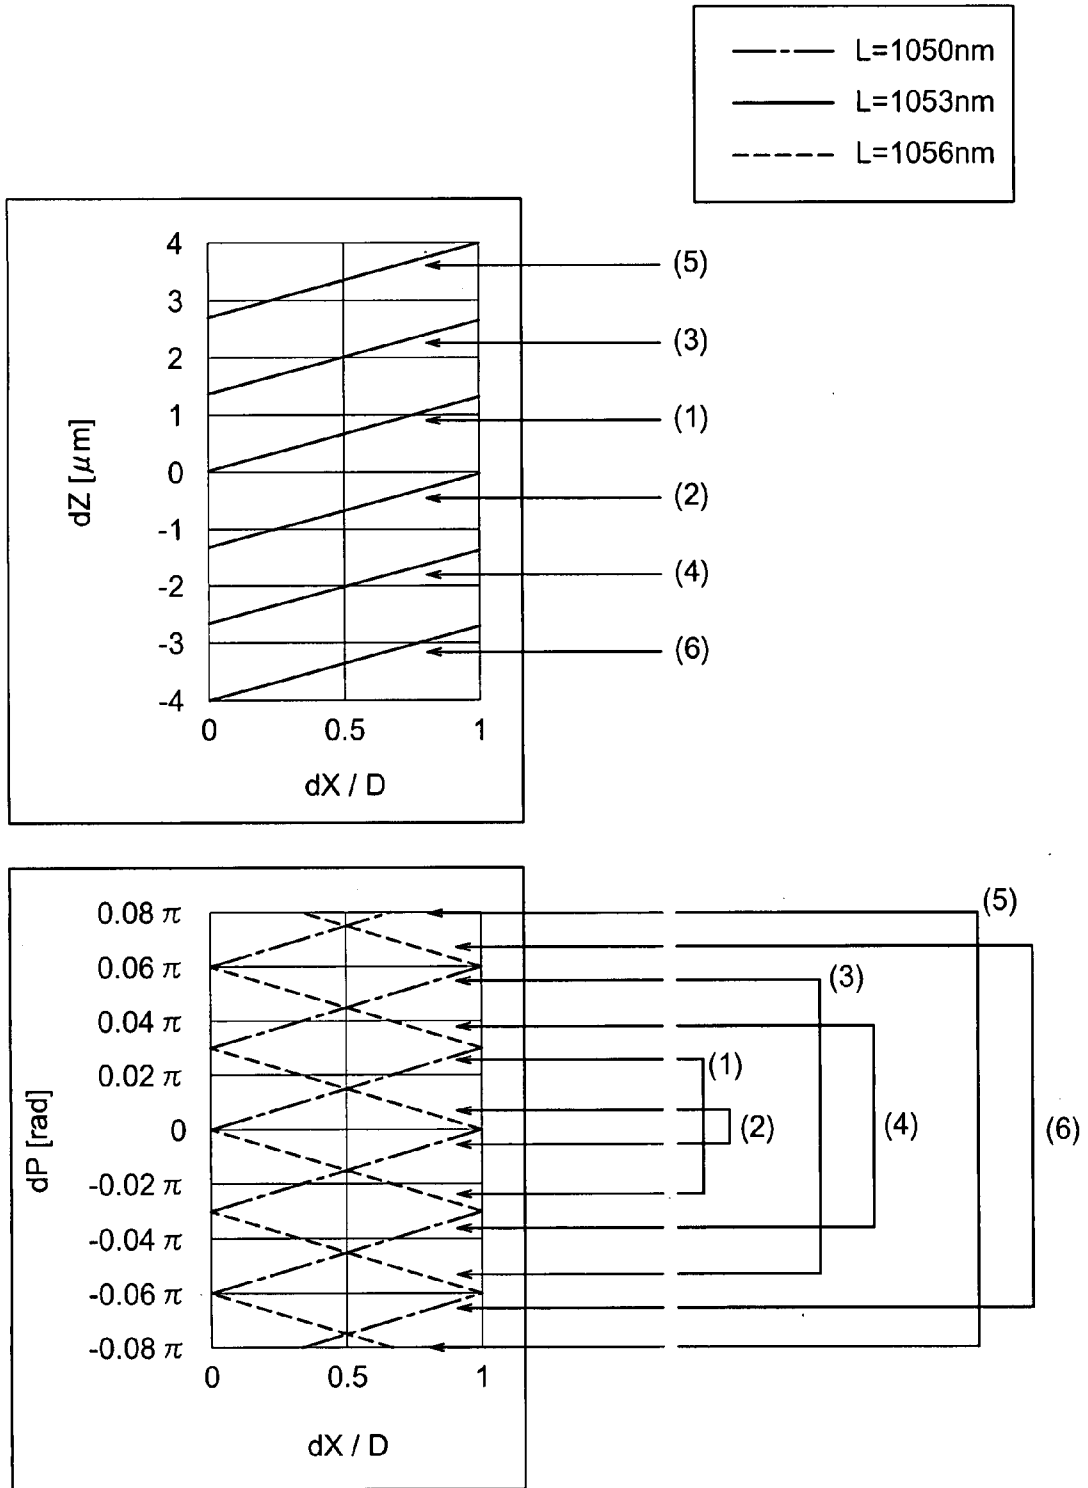 L=1050nm
L=1053nm
L=1056nm
4
3
2
1
0
-1
-2
-3
-4
dZ [μm]
0 0.5 1
dX / D
(5)
(3)
(1)
(2)
(4)
(6)
0.08 π
0.06 π
0.04 π
0.02 π
0
-0.02 π
-0.04 π
-0.06 π
-0.08 π
dP [rad]
0 0.5 1
dX / D
(5)
(3)
(1)
(2)
(4)
(6)